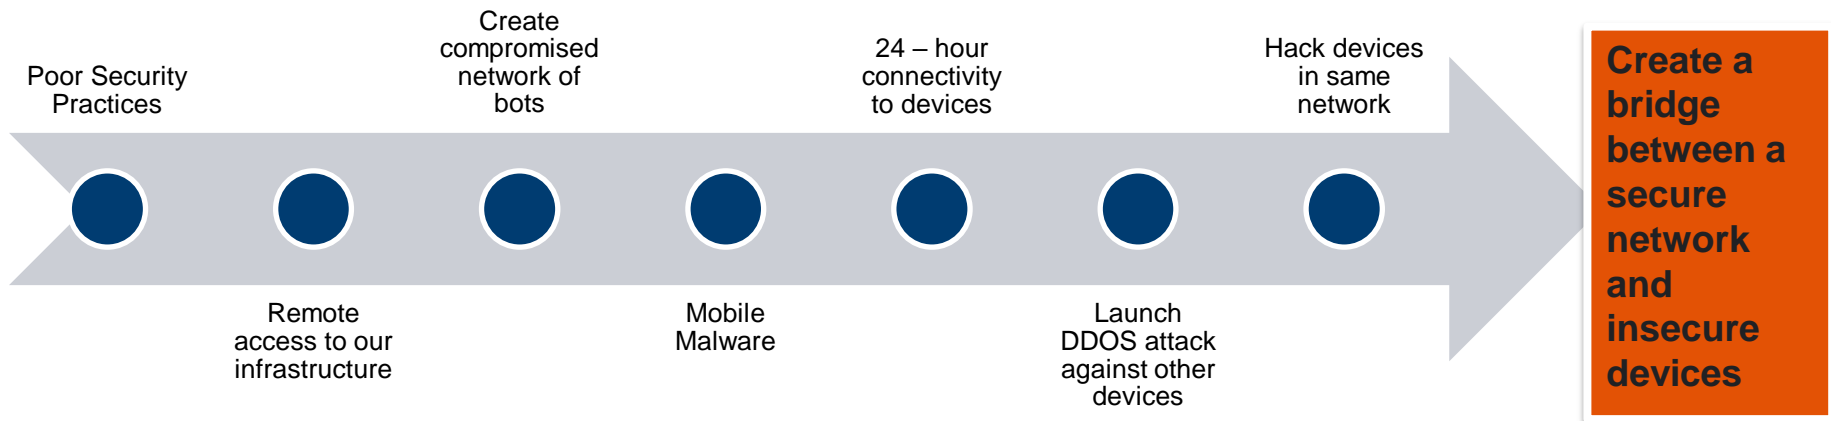 Poor Security
Practices
Remote
access to our
infrastructure
Create
compromised
network of
bots
Mobile
Malware
24 – hour
connectivity
to devices
Launch
DDOS attack
against other
devices
Hack devices
in same
network
Create a
bridge
between a
secure
network
and
insecure
devices